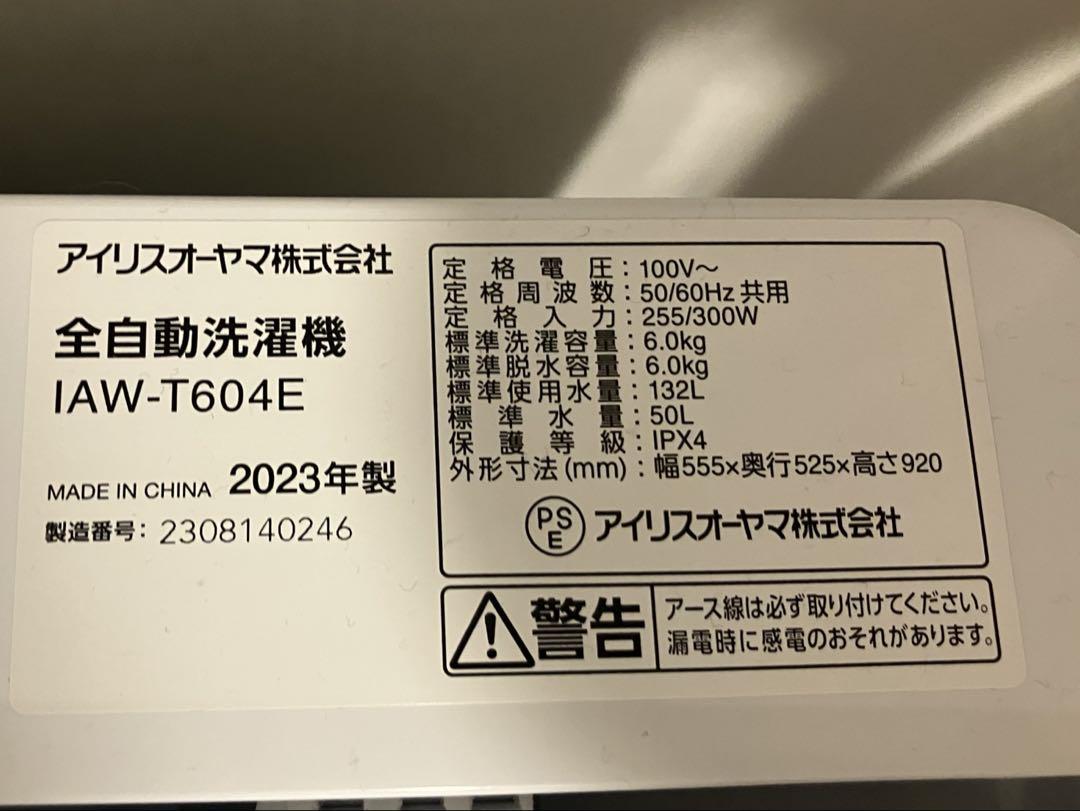 アイリスオーヤマ株式会社
全自動洗濯機
IAW-T604E
MADE IN CHINA 2023年製
製造番号: 2308140246
定格電圧:100V～
定格周波数:50/60Hz共用
定格入力:255/300W
標準洗濯容量:6.0kg
標準脱水容量:6.0kg
標準使用水量:132L
標準水量:50L
保護等級:IPX4
外形寸法(mm):幅555×奥行525×高さ920
PSE アイリスオーヤマ株式会社
警告
アース線は必ず取り付けてください。
漏電時に感電のおそれがあります。